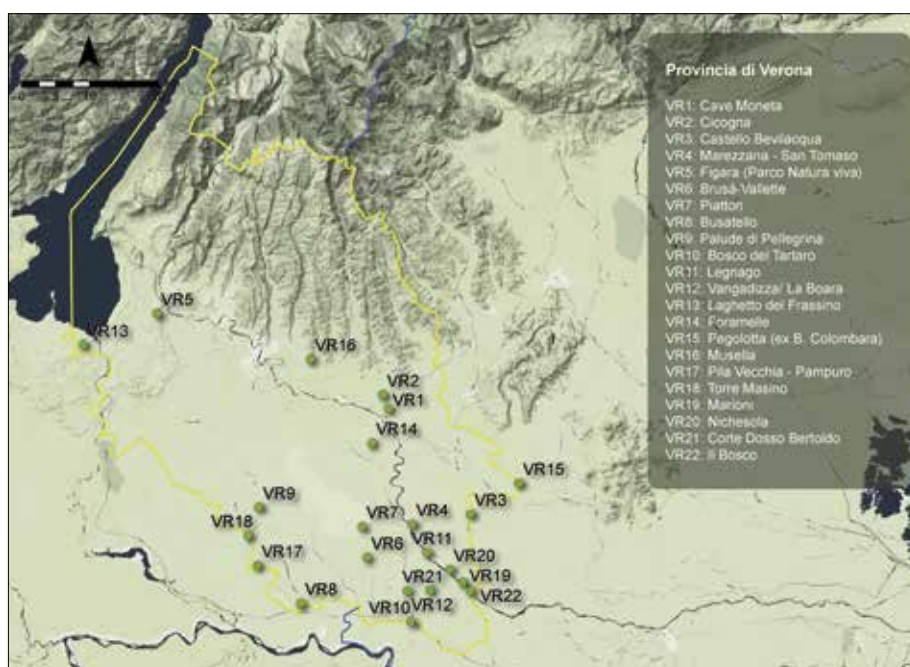 Provincia di Verona
VR1: Cave Moneta
VR2: Cicogna
VR3: Castello Bevilacqua
VR4: Marezzana - San Tomaso
VR5: Figara (Parco Natura viva)
VR6: Brusà-Vallette
VR7: Piatton
VR8: Busatello
VR9: Palude di Pellegrina
VR10: Bosco del Tartaro
VR11: Legnago
VR12: Vangadizza/ La Boara
VR13: Laghetto del Frassino
VR14: Foramelle
VR15: Pegolotta (ex B. Colombara)
VR16: Musella
VR17: Pila Vecchia - Pampuro
VR18: Torre Masino
VR19: Marioni
VR20: Nichesola
VR21: Corte Dosso Bertoldo
VR22: Il Bosco
VR5
VR13
VR16
VR2
VR1
VR14
VR15
VR9
VR3
VR18
VR7
VR4
VR11
VR17
VR6
VR20
VR21
VR19
VR8
VR10
VR12
VR22